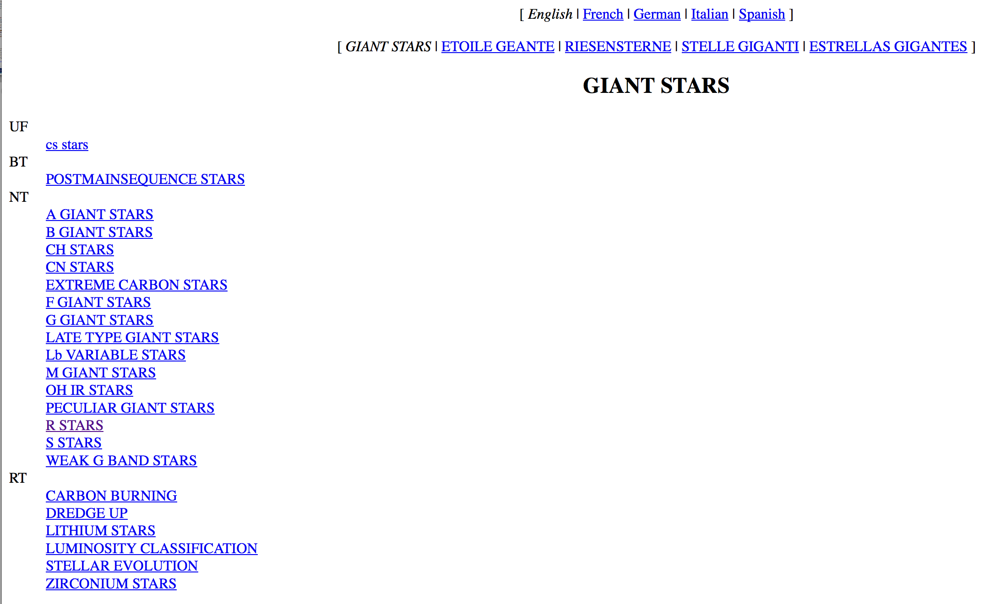 [ English | French | German | Italian | Spanish ]
[ GIANT STARS | ETOILE GEANTE | RIESENSTERNE | STELLE GIGANTI | ESTRELLAS GIGANTES ]
GIANT STARS
UF
cs stars
BT
POSTMAINSEQUENCE STARS
NT
A GIANT STARS
B GIANT STARS
CH STARS
CN STARS
EXTREME CARBON STARS
F GIANT STARS
G GIANT STARS
LATE TYPE GIANT STARS
Lb VARIABLE STARS
M GIANT STARS
OH IR STARS
PECULIAR GIANT STARS
R STARS
S STARS
WEAK G BAND STARS
RT
CARBON BURNING
DREDGE UP
LITHIUM STARS
LUMINOSITY CLASSIFICATION
STELLAR EVOLUTION
ZIRCONIUM STARS